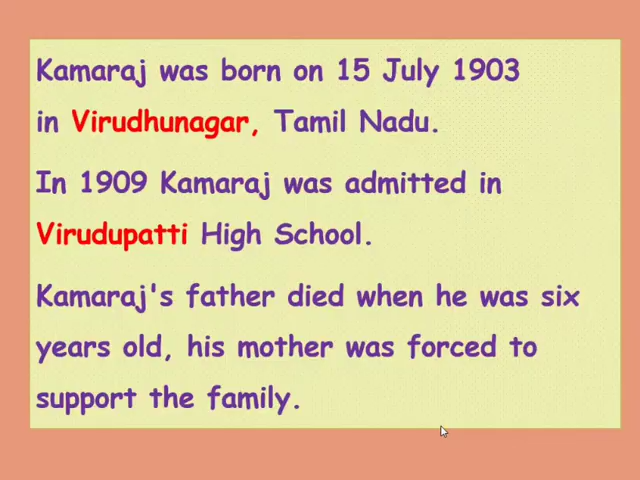 Kamaraj was born on 15 July 1903
in Virudhunagar, Tamil Nadu.
In 1909 Kamaraj was admitted in
Virudupatti High School.
Kamaraj's father died when he was six
years old, his mother was forced to
support the family.